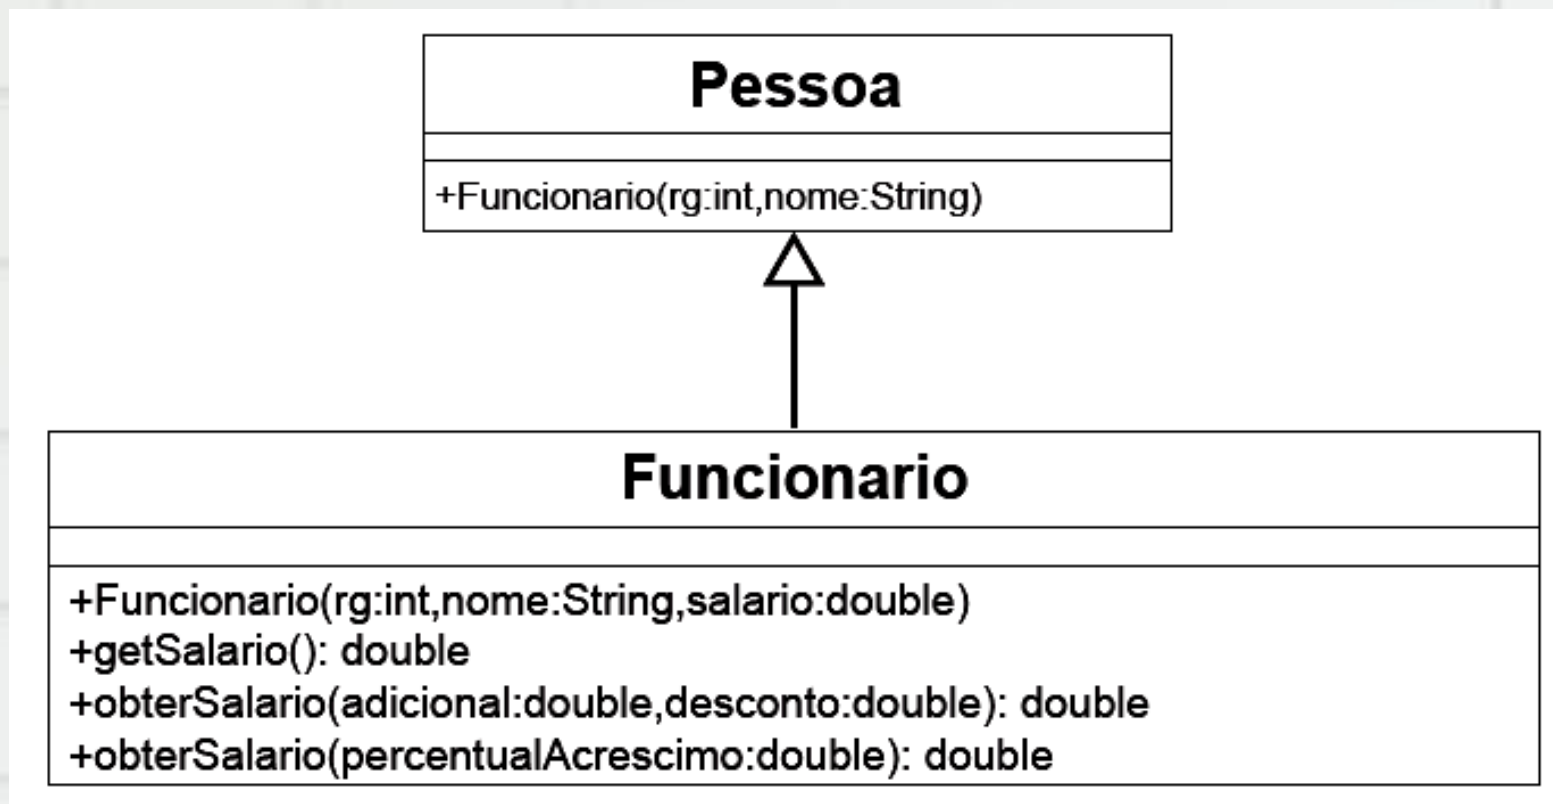 Pessoa
+Funcionario(rg:int,nome:String)
Funcionario
+Funcionario(rg:int,nome:String,salario:double)
+getSalario(): double
+obterSalario(adicional:double,desconto:double): double
+obterSalario(percentualAcrescimo:double): double